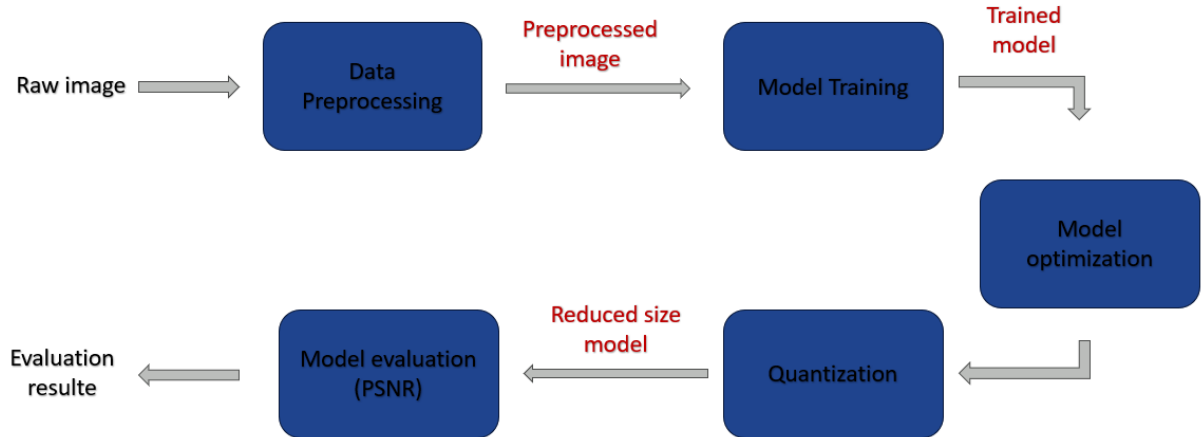 Raw image
Data
Preprocessing
Preprocessed
image
Model Training
Trained
model
Model
optimization
Quantization
Reduced size
model
Model evaluation
(PSNR)
Evaluation
resulte